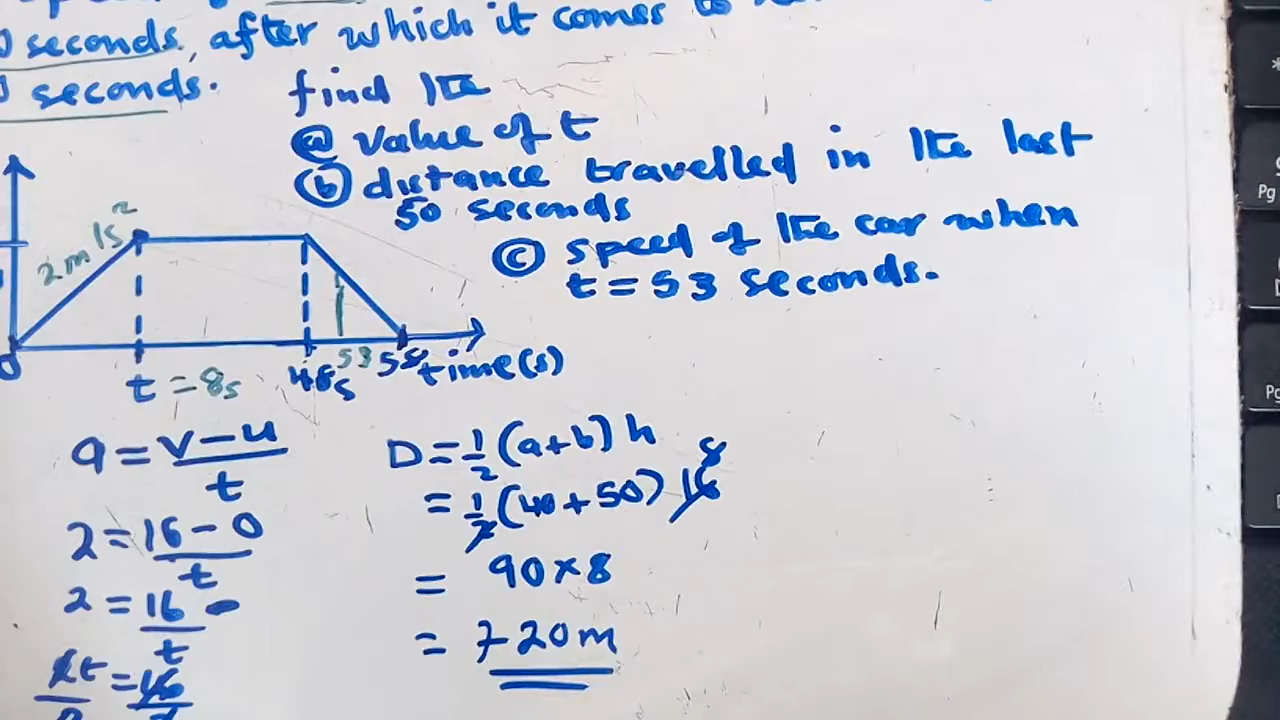 seconds, after which it comes to
seconds. find the
(a) value of t
(b) distance travelled in the last
50 seconds
(c) speed of the car when
t = 53 seconds.
2m/s²
t = 8s 48s 53 58 time(s)
a = v-u/t
2 = 16-0/t
2 = 16/t
2t = 16
D = 1/2 (a+b) h
= 1/2 (40+50) 16 8
= 90 x 8
= 720m